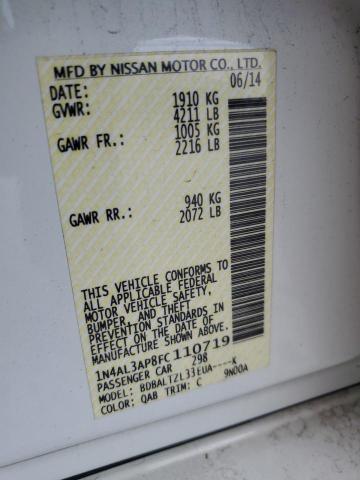 MFD BY NISSAN MOTOR CO., LTD.
DATE: 06/14
GVWR: 1910 KG
4211 LB
GAWR FR.: 1005 KG
2216 LB
GAWR RR.: 940 KG
2072 LB
THIS VEHICLE CONFORMS TO
ALL APPLICABLE FEDERAL
MOTOR VEHICLE SAFETY,
BUMPER, AND THEFT
PREVENTION STANDARDS IN
EFFECT ON THE DATE OF
MANUFACTURE SHOWN ABOVE.
1N4AL3AP8FC110719
PASSENGER CAR 298
MODEL: BDBALTZL33EUA----K
COLOR: QAB TRIM: C 9N00A